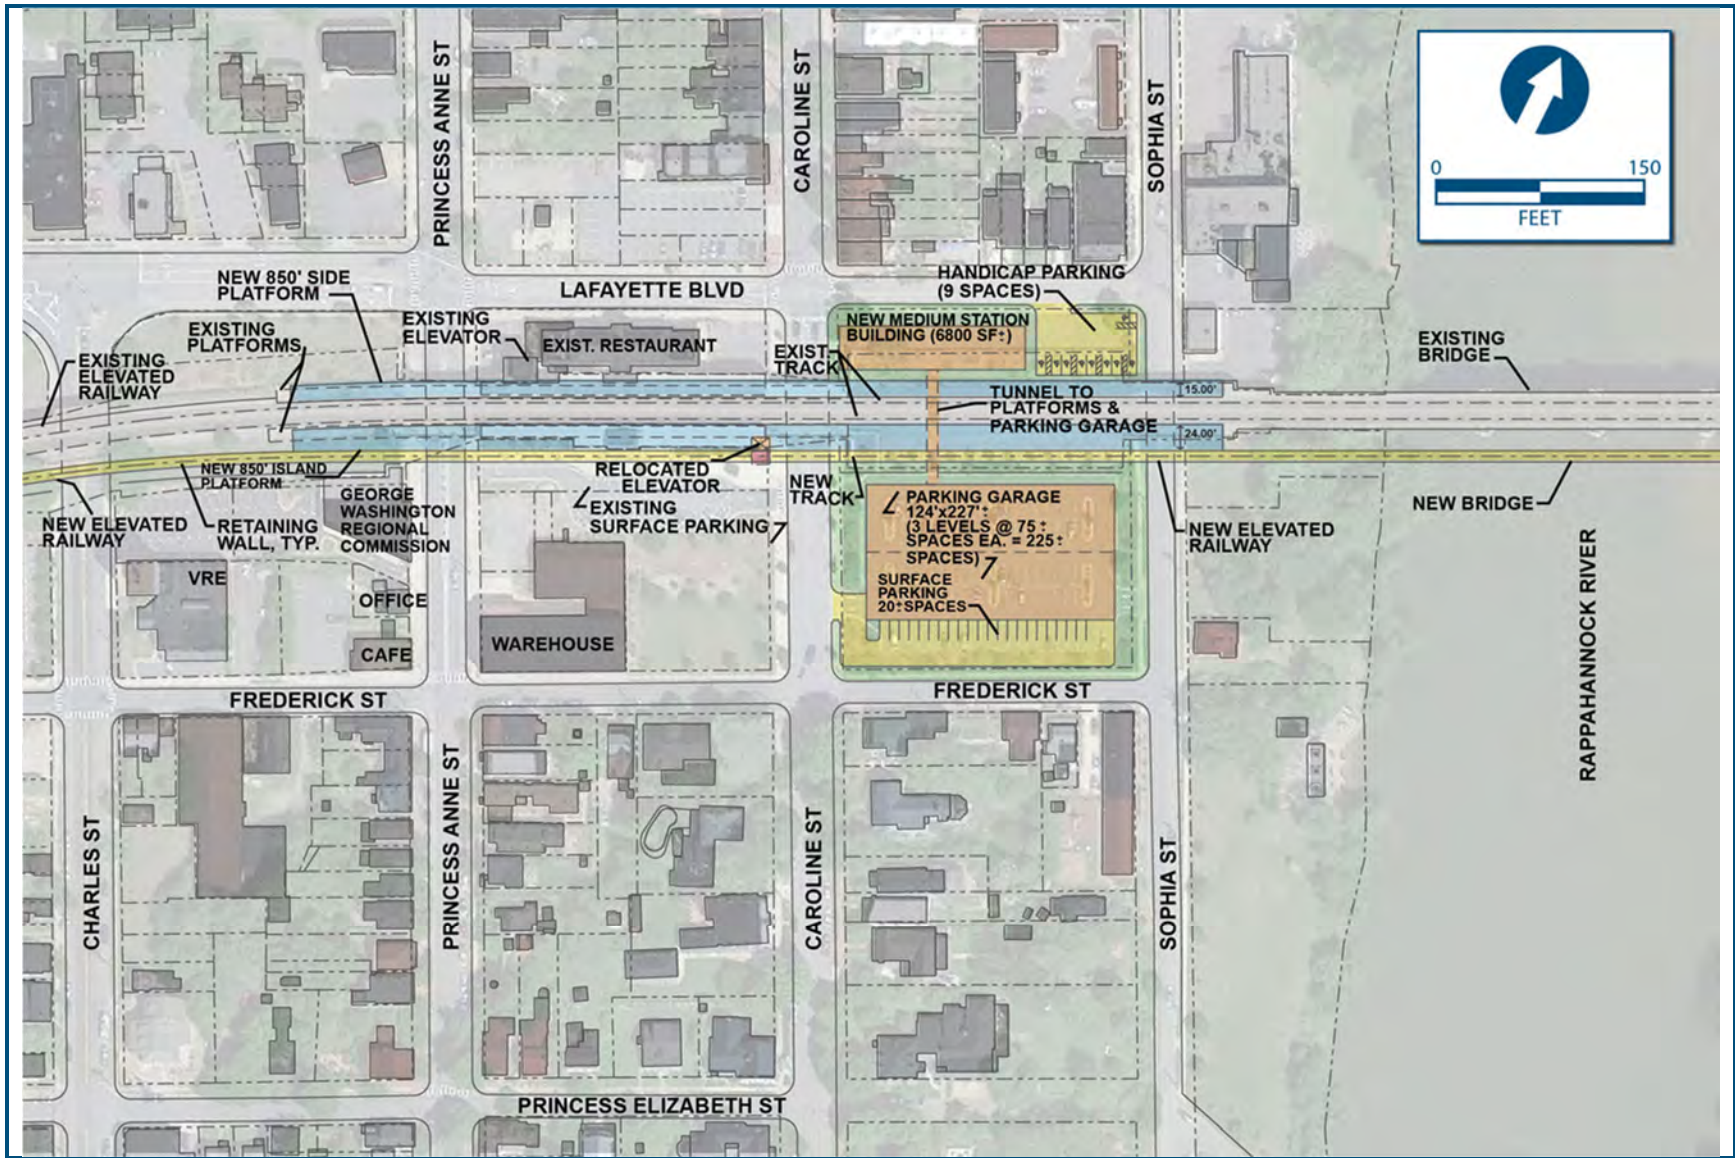 PRINCESS ANNE ST
CAROLINE ST
SOPHIA ST
0 150
FEET
NEW 850' SIDE
PLATFORM
LAFAYETTE BLVD
HANDICAP PARKING
(9 SPACES)
EXISTING
PLATFORMS
EXISTING
ELEVATOR
EXIST. RESTAURANT
NEW MEDIUM STATION
BUILDING (6800 SF±)
EXIST.
TRACK
EXISTING
ELEVATED
RAILWAY
EXISTING
BRIDGE
15.00'
TUNNEL TO
PLATFORMS &
PARKING GARAGE
24.00'
NEW 850' ISLAND
PLATFORM
RELOCATED
ELEVATOR
NEW
TRACK
NEW ELEVATED
RAILWAY
RETAINING
WALL, TYP.
GEORGE
WASHINGTON
REGIONAL
COMMISSION
EXISTING
SURFACE PARKING
PARKING GARAGE
124'x227'±
(3 LEVELS @ 75±
SPACES EA. = 225±
SPACES)
NEW ELEVATED
RAILWAY
NEW BRIDGE
SURFACE
PARKING
20± SPACES
VRE
OFFICE
CAFE
WAREHOUSE
FREDERICK ST
FREDERICK ST
RAPPAHANNOCK RIVER
CHARLES ST
PRINCESS ANNE ST
CAROLINE ST
SOPHIA ST
PRINCESS ELIZABETH ST